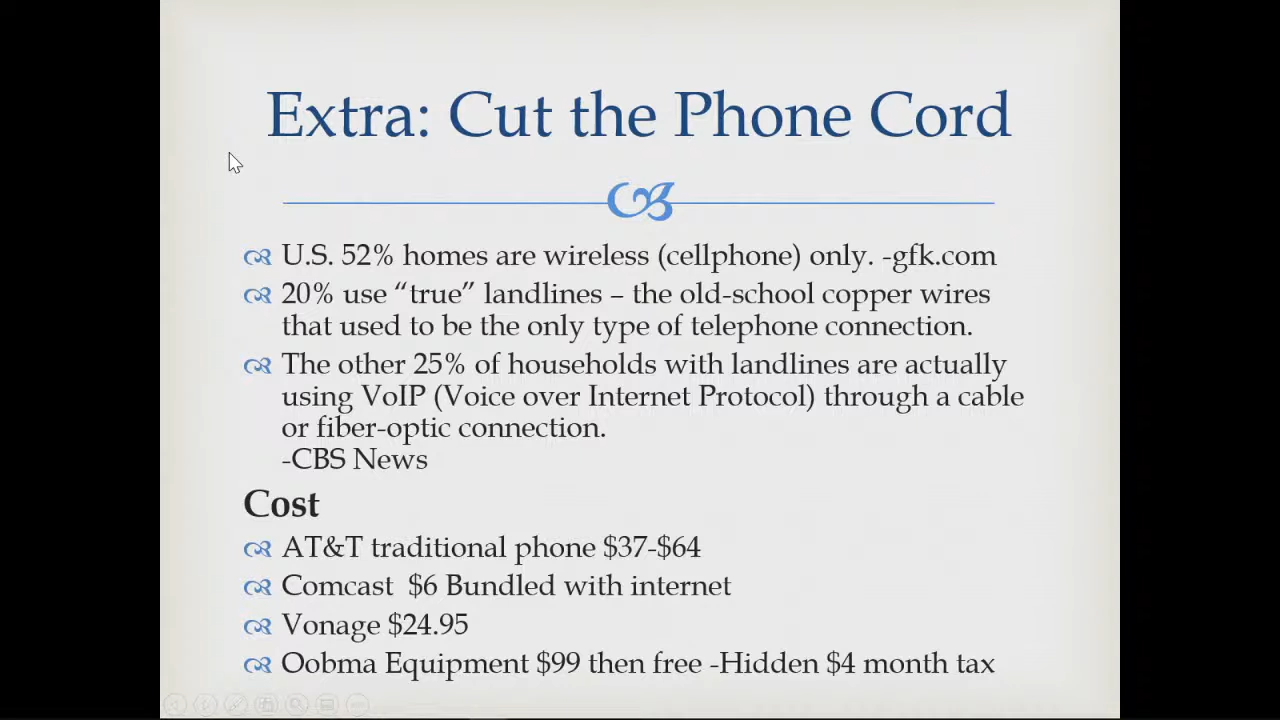 Extra: Cut the Phone Cord
U.S. 52% homes are wireless (cellphone) only. -gfk.com
20% use “true” landlines – the old-school copper wires
that used to be the only type of telephone connection.
The other 25% of households with landlines are actually
using VoIP (Voice over Internet Protocol) through a cable
or fiber-optic connection.
-CBS News
Cost
AT&T traditional phone $37-$64
Comcast  $6 Bundled with internet
Vonage $24.95
Oobma Equipment $99 then free -Hidden $4 month tax